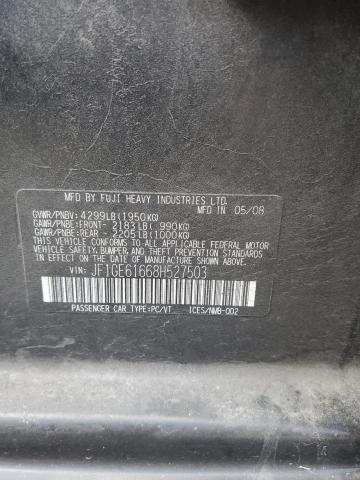 MFD BY FUJI HEAVY INDUSTRIES LTD.
GVWR/PNBV: 4299LB(1950KG) MFD IN 05/08
GAWR/PNBE:FRONT- 2183LB( 990KG)
GAWR/PNBE:REAR - 2205LB(1000KG)
THIS VEHICLE CONFORMS TO ALL APPLICABLE FEDERAL MOTOR
VEHICLE SAFETY, BUMPER, AND THEFT PREVENTION STANDARDS
IN EFFECT ON THE DATE OF MANUFACTURE SHOWN ABOVE.
VIN: JF1GE61668H527503
PASSENGER CAR TYPE:PC/VT ICES/NMB-002